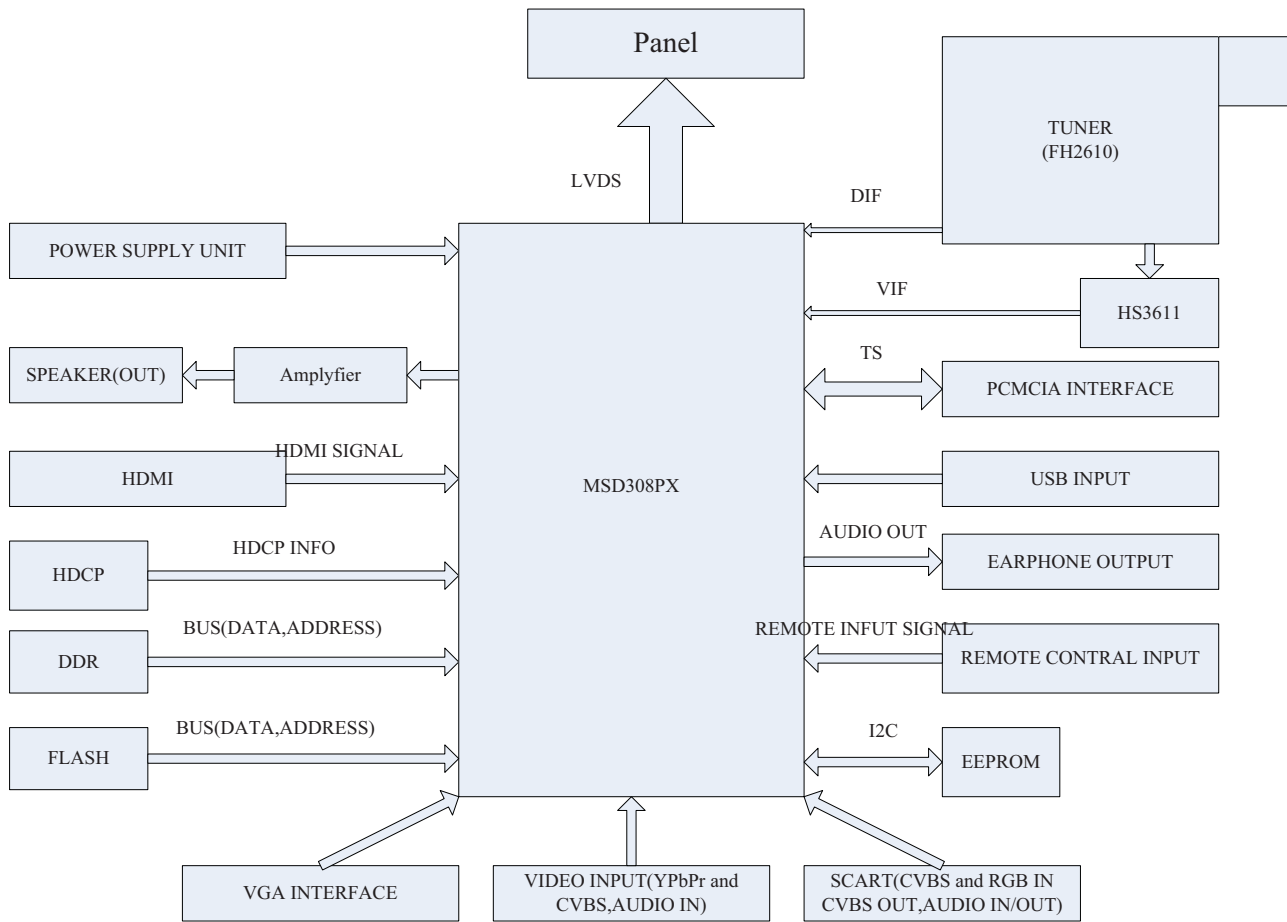 Panel
TUNER
(FH2610)
LVDS
DIF
POWER SUPPLY UNIT
VIF
HS3611
TS
SPEAKER(OUT)
Amplyfier
PCMCIA INTERFACE
HDMI SIGNAL
HDMI
MSD308PX
USB INPUT
AUDIO OUT
HDCP INFO
HDCP
EARPHONE OUTPUT
BUS(DATA,ADDRESS)
REMOTE INFUT SIGNAL
DDR
REMOTE CONTRAL INPUT
BUS(DATA,ADDRESS)
I2C
FLASH
EEPROM
VGA INTERFACE
VIDEO INPUT(YPbPr and
CVBS,AUDIO IN)
SCART(CVBS and RGB IN
CVBS OUT,AUDIO IN/OUT)